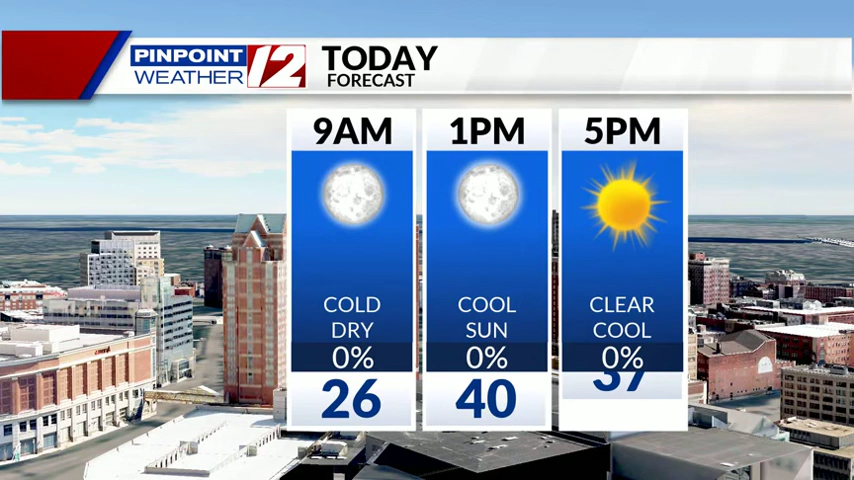 PINPOINT
WEATHER 12
TODAY
FORECAST
9AM
COLD
DRY
0%
26
1PM
COOL
SUN
0%
40
5PM
CLEAR
COOL
0%
37